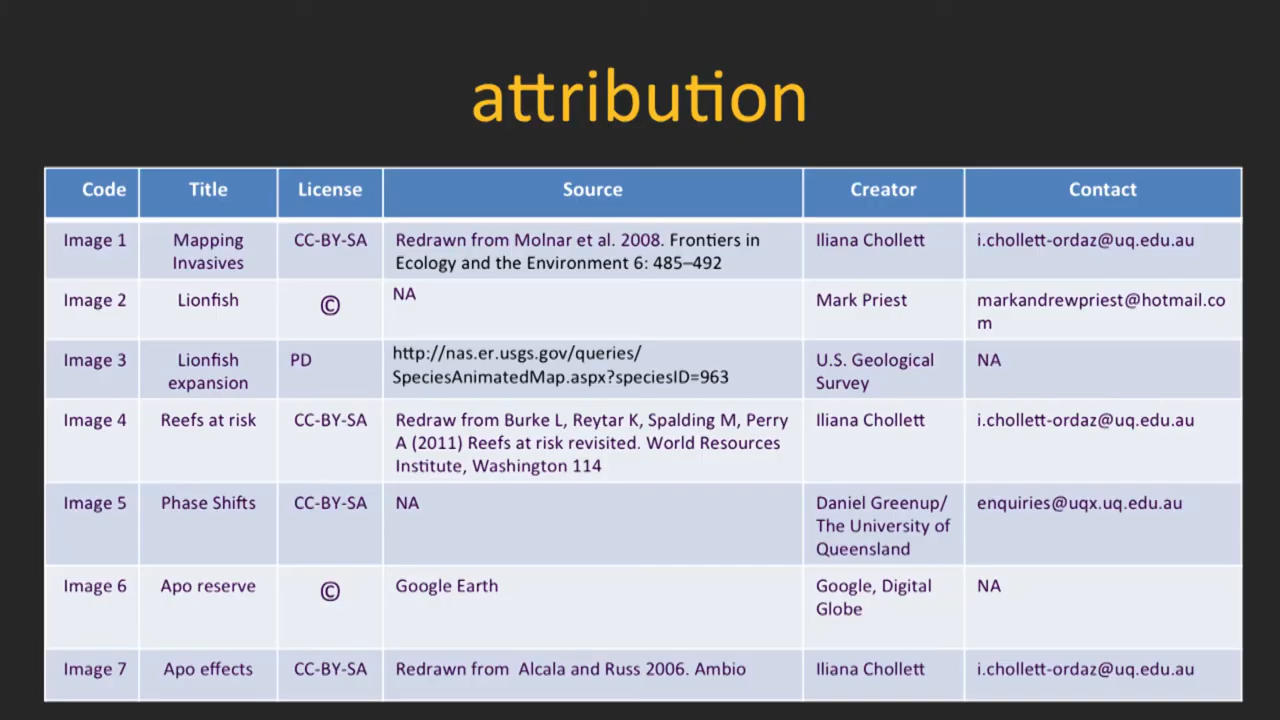 attribution
Code Title License Source Creator Contact
Image 1 Mapping Invasives CC-BY-SA Redrawn from Molnar et al. 2008. Frontiers in Ecology and the Environment 6: 485–492 Iliana Chollett i.chollett-ordaz@uq.edu.au
Image 2 Lionfish © NA Mark Priest markandrewpriest@hotmail.com
Image 3 Lionfish expansion PD http://nas.er.usgs.gov/queries/SpeciesAnimatedMap.aspx?speciesID=963 U.S. Geological Survey NA
Image 4 Reefs at risk CC-BY-SA Redraw from Burke L, Reytar K, Spalding M, Perry A (2011) Reefs at risk revisited. World Resources Institute, Washington 114 Iliana Chollett i.chollett-ordaz@uq.edu.au
Image 5 Phase Shifts CC-BY-SA NA Daniel Greenup/ The University of Queensland enquiries@uqx.uq.edu.au
Image 6 Apo reserve © Google Earth Google, Digital Globe NA
Image 7 Apo effects CC-BY-SA Redrawn from Alcala and Russ 2006. Ambio Iliana Chollett i.chollett-ordaz@uq.edu.au